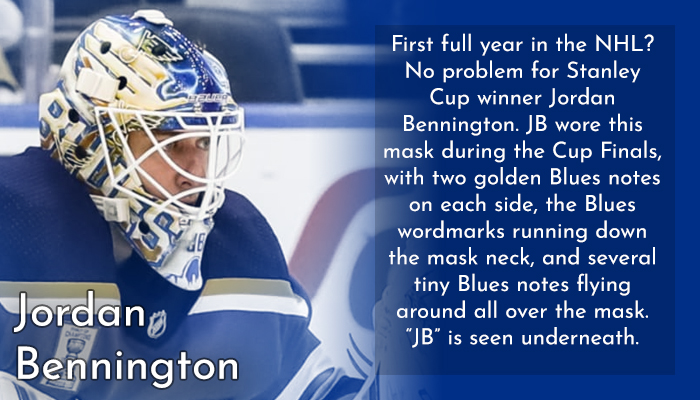 First full year in the NHL?
No problem for Stanley
Cup winner Jordan
Bennington. JB wore this
mask during the Cup Finals,
with two golden Blues notes
on each side, the Blues
wordmarks running down
the mask neck, and several
tiny Blues notes flying
around all over the mask.
“JB” is seen underneath.
Jordan
Bennington